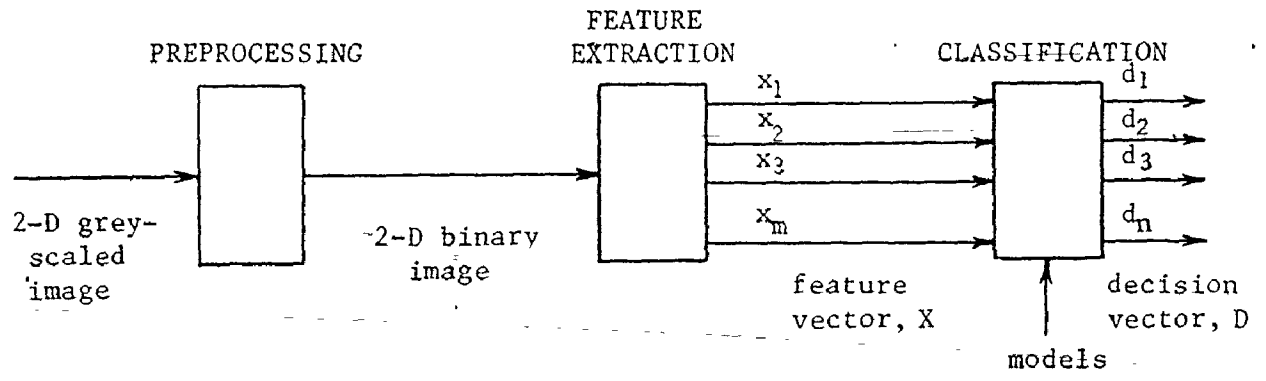 FEATURE
PREPROCESSING
EXTRACTION
CLASSIFICATION
x1
x2
x3
xm
d1
d2
d3
dn
2-D grey-
scaled
image
2-D binary
image
feature
vector, X
decision
vector, D
models